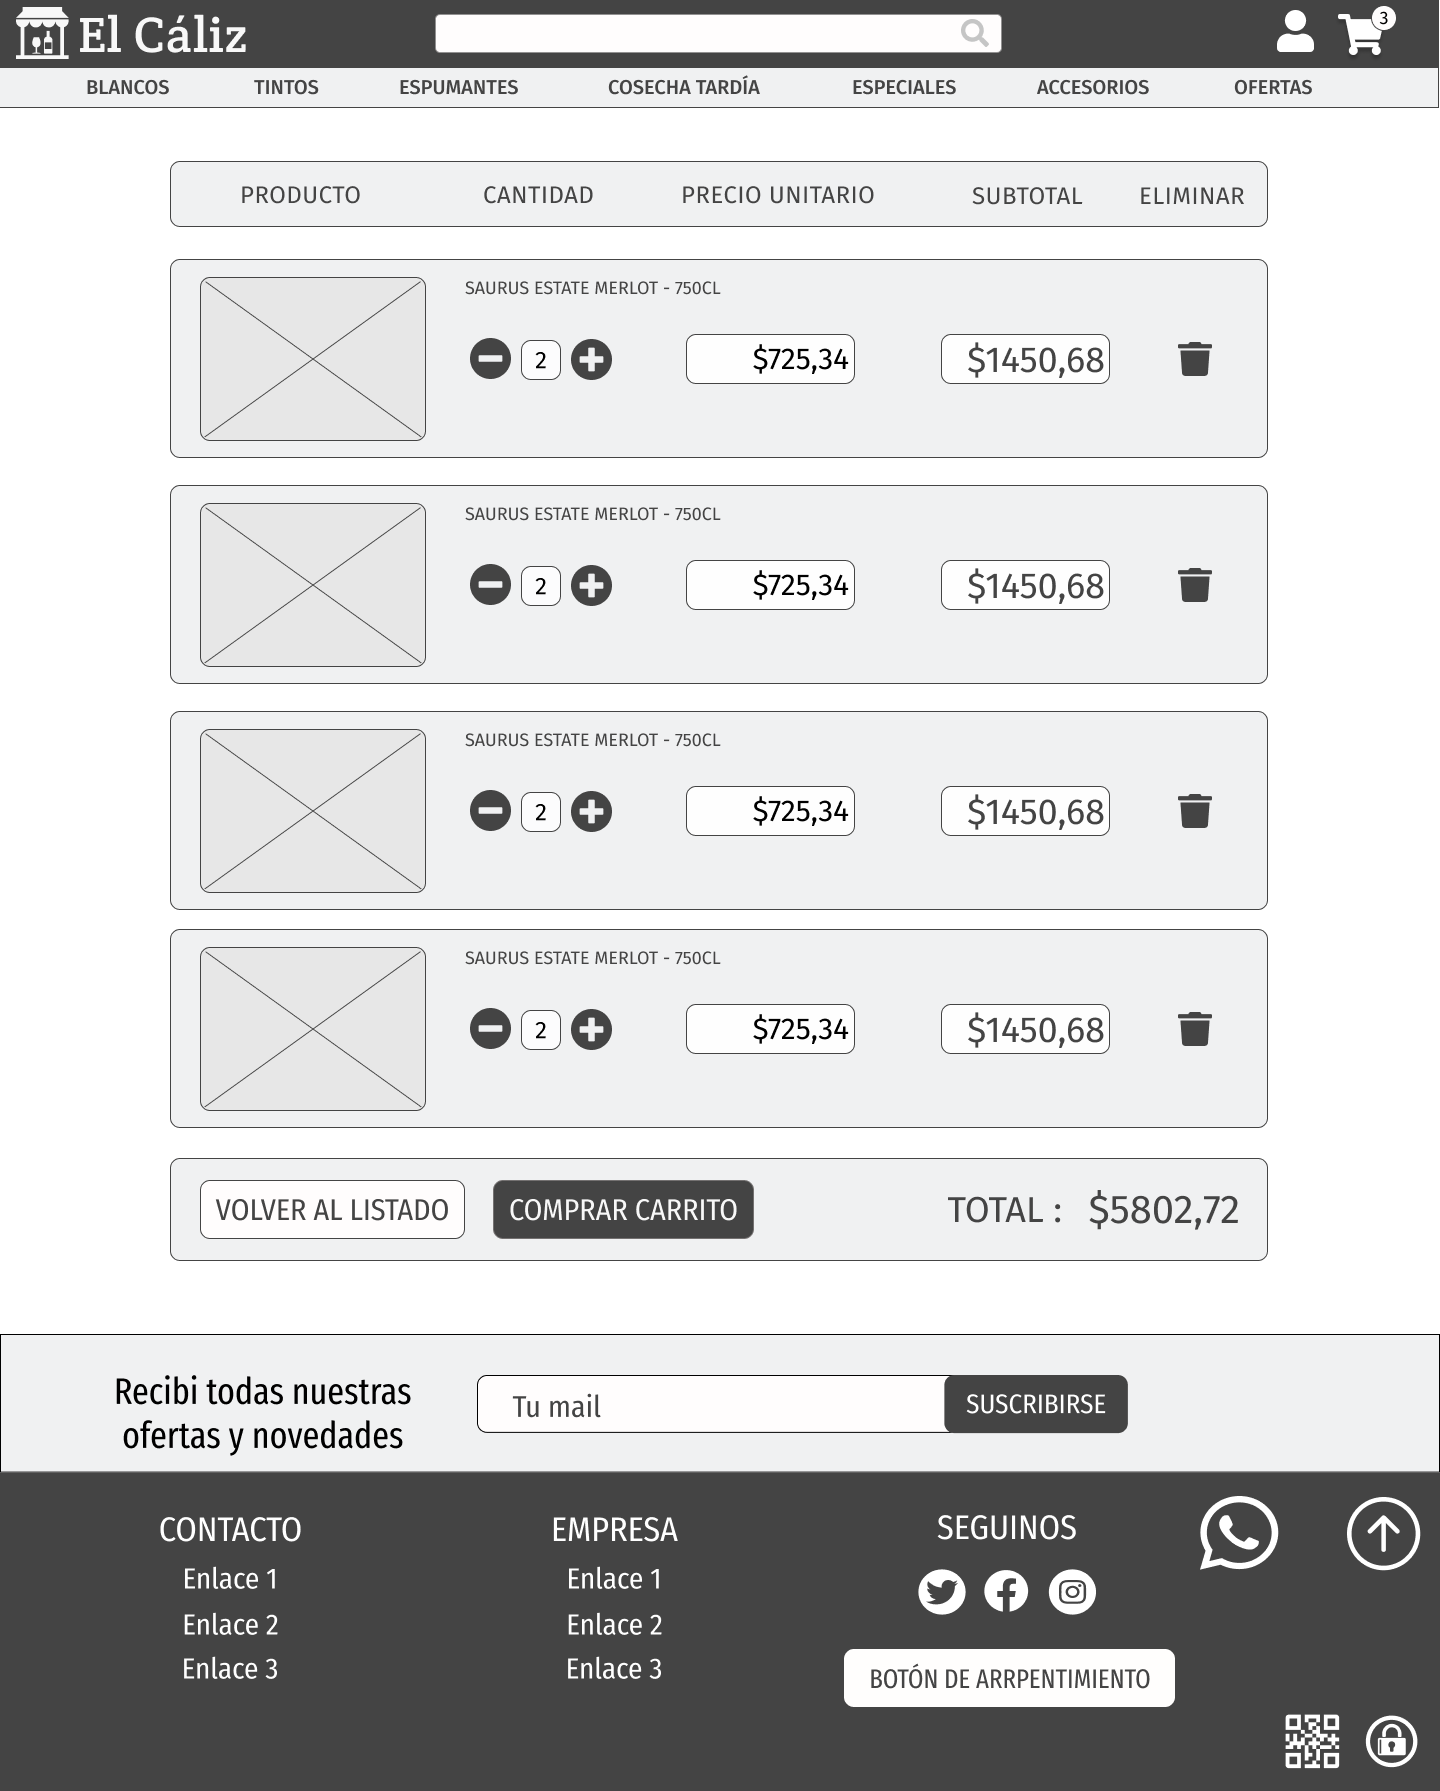 El Cáliz
3
BLANCOS TINTOS ESPUMANTES COSECHA TARDÍA ESPECIALES ACCESORIOS OFERTAS
PRODUCTO CANTIDAD PRECIO UNITARIO SUBTOTAL ELIMINAR
SAURUS ESTATE MERLOT - 750CL
2 $725,34 $1450,68
SAURUS ESTATE MERLOT - 750CL
2 $725,34 $1450,68
SAURUS ESTATE MERLOT - 750CL
2 $725,34 $1450,68
SAURUS ESTATE MERLOT - 750CL
2 $725,34 $1450,68
VOLVER AL LISTADO COMPRAR CARRITO TOTAL : $5802,72
Recibi todas nuestras
ofertas y novedades
Tu mail SUSCRIBIRSE
CONTACTO
Enlace 1
Enlace 2
Enlace 3
EMPRESA
Enlace 1
Enlace 2
Enlace 3
SEGUINOS
BOTÓN DE ARRPENTIMIENTO